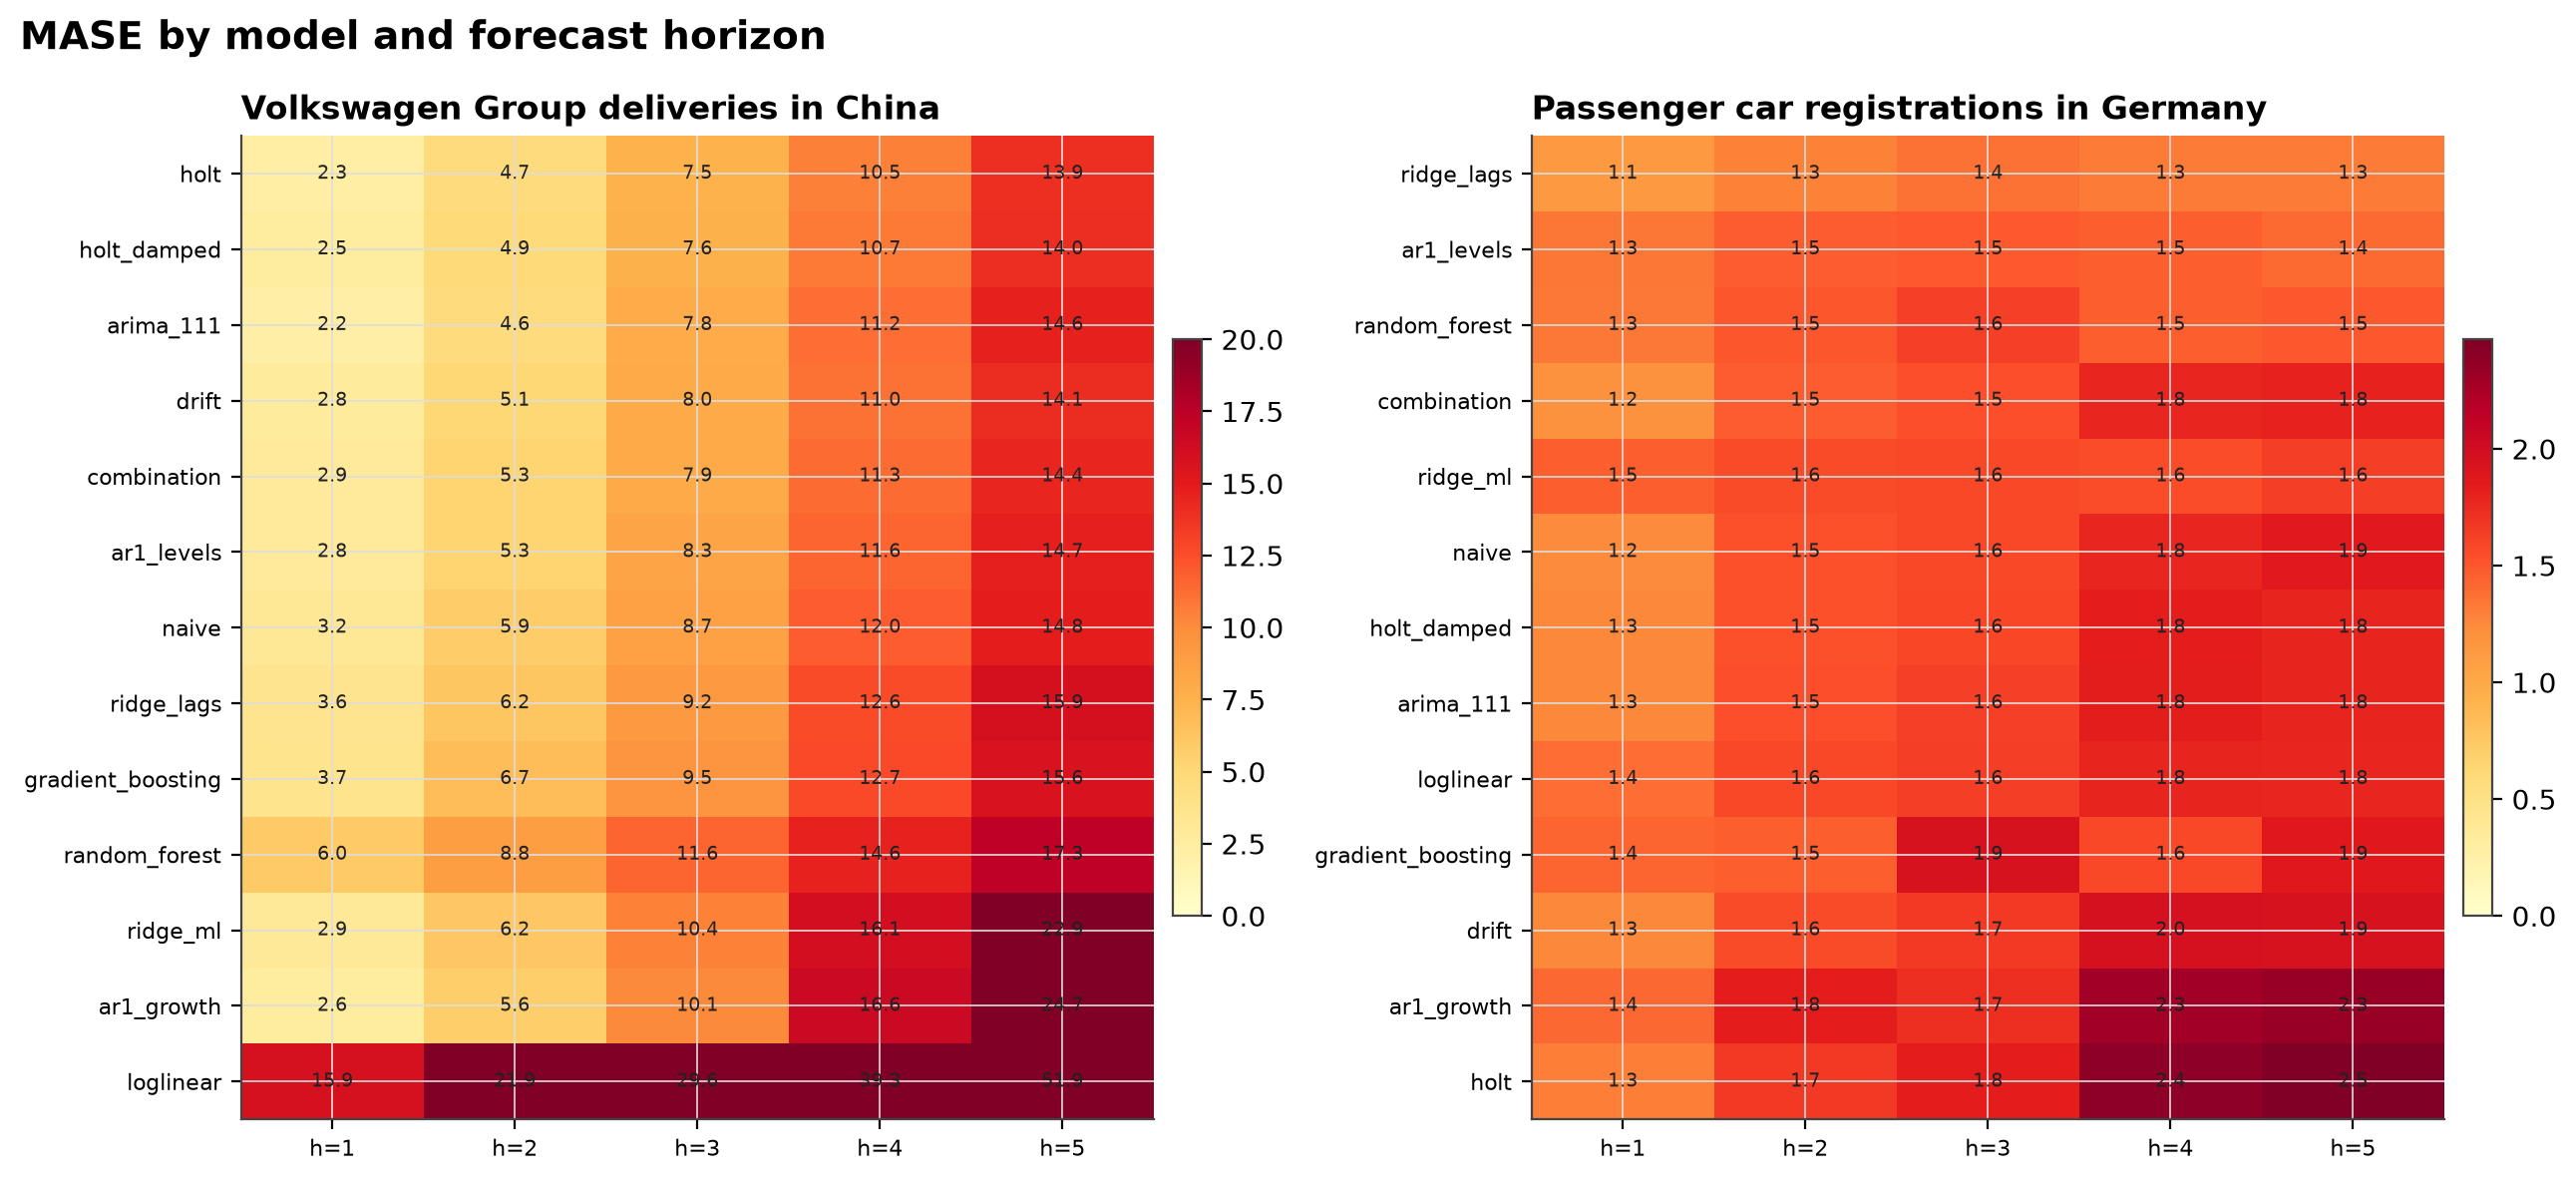 MASE by model and forecast horizon
Volkswagen Group deliveries in China
holt 2.3 4.7 7.5 10.5 13.9
holt_damped 2.5 4.9 7.6 10.7 14.0
arima_111 2.2 4.6 7.8 11.2 14.6
drift 2.8 5.1 8.0 11.0 14.1
combination 2.9 5.3 7.9 11.3 14.4
ar1_levels 2.8 5.3 8.3 11.6 14.7
naive 3.2 5.9 8.7 12.0 14.8
ridge_lags 3.6 6.2 9.2 12.6 15.9
gradient_boosting 3.7 6.7 9.5 12.7 15.6
random_forest 6.0 8.8 11.6 14.6 17.3
ridge_ml 2.9 6.2 10.4 16.1 22.9
ar1_growth 2.6 5.6 10.1 16.6 24.7
loglinear 15.9 21.9 29.6 39.3 51.9
h=1 h=2 h=3 h=4 h=5
20.0
17.5
15.0
12.5
10.0
7.5
5.0
2.5
0.0
Passenger car registrations in Germany
ridge_lags 1.1 1.3 1.4 1.3 1.3
ar1_levels 1.3 1.5 1.5 1.5 1.4
random_forest 1.3 1.5 1.6 1.5 1.5
combination 1.2 1.5 1.5 1.8 1.8
ridge_ml 1.5 1.6 1.6 1.6 1.6
naive 1.2 1.5 1.6 1.8 1.9
holt_damped 1.3 1.5 1.6 1.8 1.8
arima_111 1.3 1.5 1.6 1.8 1.8
loglinear 1.4 1.6 1.6 1.8 1.8
gradient_boosting 1.4 1.5 1.9 1.6 1.9
drift 1.3 1.6 1.7 2.0 1.9
ar1_growth 1.4 1.8 1.7 2.3 2.3
holt 1.3 1.7 1.8 2.4 2.5
h=1 h=2 h=3 h=4 h=5
2.0
1.5
1.0
0.5
0.0